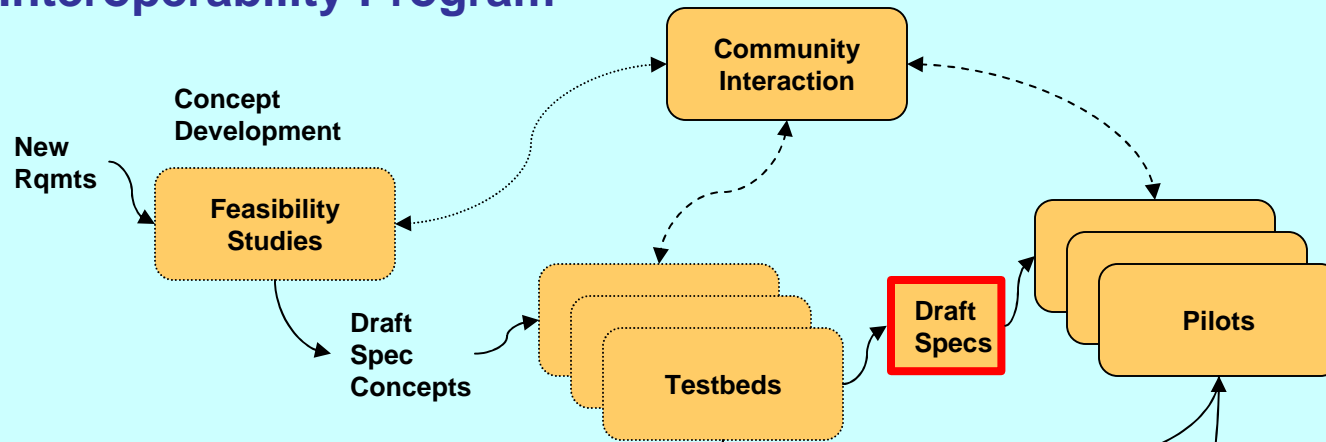 Interoperability Program
Community
Interaction
Concept
Development
New
Rqmts
Feasibility
Studies
Draft
Spec
Concepts
Testbeds
Draft
Specs
Pilots